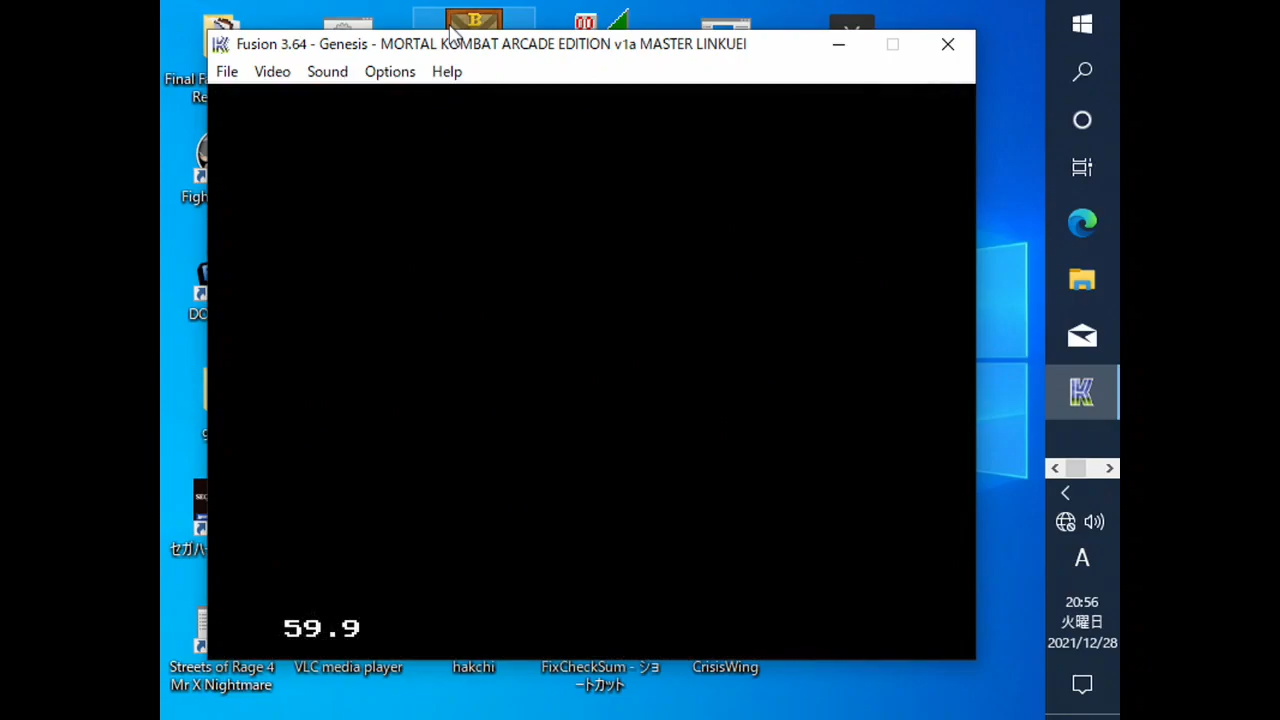 Fusion 3.64 - Genesis - MORTAL KOMBAT ARCADE EDITION v1a MASTER LINKUEI
File Video Sound Options Help
Final F
Re
Figh
DO
セガハ
59.9
Streets of Rage 4
Mr X Nightmare
VLC media player
hakchi
FixCheckSum - ショ
ートカット
CrisisWing
A
20:56
火曜日
2021/12/28